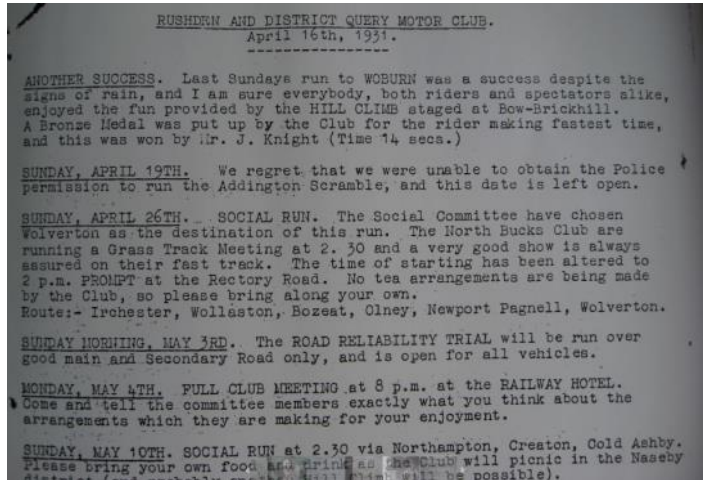 RUSHDRN AND DISTRICT QUERY MOTOR CLUB.
April 16th, 1931.
ANOTHER SUCCESS. Last Sundays run to WOBURN was a success despite the
signs of rain, and I am sure everybody, both riders and spectators alike,
enjoyed the fun provided by the HILL CLIMB staged at Bow-Brickhill.
A Bronze Medal was put up by the Club for the rider making fastest time,
and this was won by Mr. J. Knight (Time 14 secs.)
SUNDAY, APRIL 19TH. We regret that we were unable to obtain the Police
permission to run the Addington Scramble, and this date is left open.
SUNDAY, APRIL 26TH. SOCIAL RUN. The Social Committee have chosen
Wolverton as the destination of this run. The North Bucks Club are
running a Grass Track Meeting at 2. 30 and a very good show is always
assured on their fast track. The time of starting has been altered to
2 p.m. PROMPT at the Rectory Road. No tea arrangements are being made
by the Club, so please bring along your own.
Route:- Irchester, Wollaston, Bozeat, Olney, Newport Pagnell, Wolverton.
SUNDAY MORNING, MAY 3RD. The ROAD RELIABILITY TRIAL will be run over
good main and Secondary Road only, and is open for all vehicles.
MONDAY, MAY 4TH. FULL CLUB MEETING at 8 p.m. at the RAILWAY HOTEL.
Come and tell the committee members exactly what you think about the
arrangements which they are making for your enjoyment.
SUNDAY, MAY 10TH. SOCIAL RUN at 2.30 via Northampton, Creaton, Cold Ashby.
Please bring your own food and drink as the Club will picnic in the Naseby
district (and probably Hill Climb will be possible).